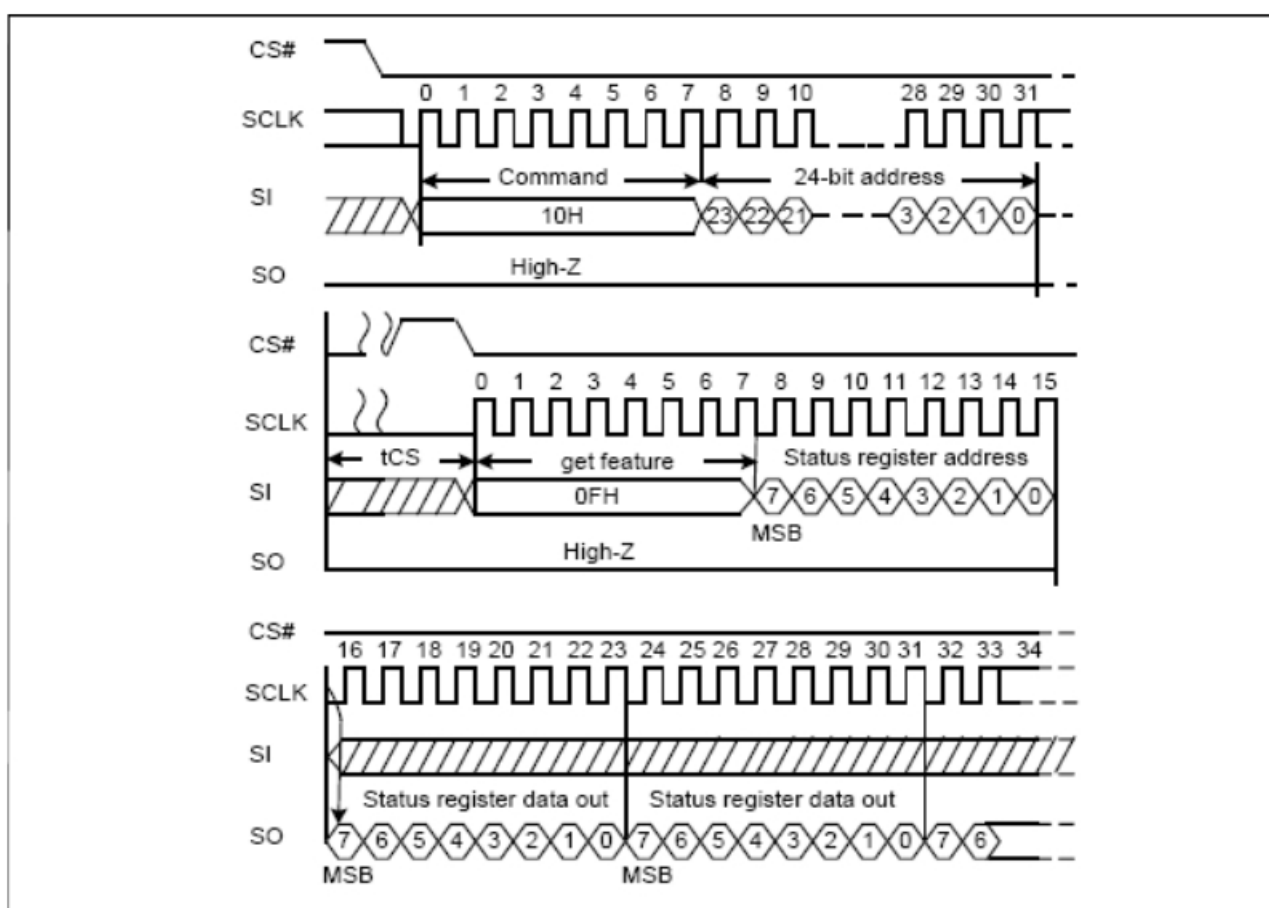 CS#
0 1 2 3 4 5 6 7 8 9 10 28 29 30 31
SCLK
Command 24-bit address
SI
10H 23 22 21 3 2 1 0
High-Z
SO
CS#
0 1 2 3 4 5 6 7 8 9 10 11 12 13 14 15
SCLK
tCS get feature Status register address
SI
0FH 7 6 5 4 3 2 1 0
MSB
High-Z
SO
CS#
16 17 18 19 20 21 22 23 24 25 26 27 28 29 30 31 32 33 34
SCLK
SI
Status register data out Status register data out
SO 7 6 5 4 3 2 1 0 7 6 5 4 3 2 1 0 7 6
MSB MSB